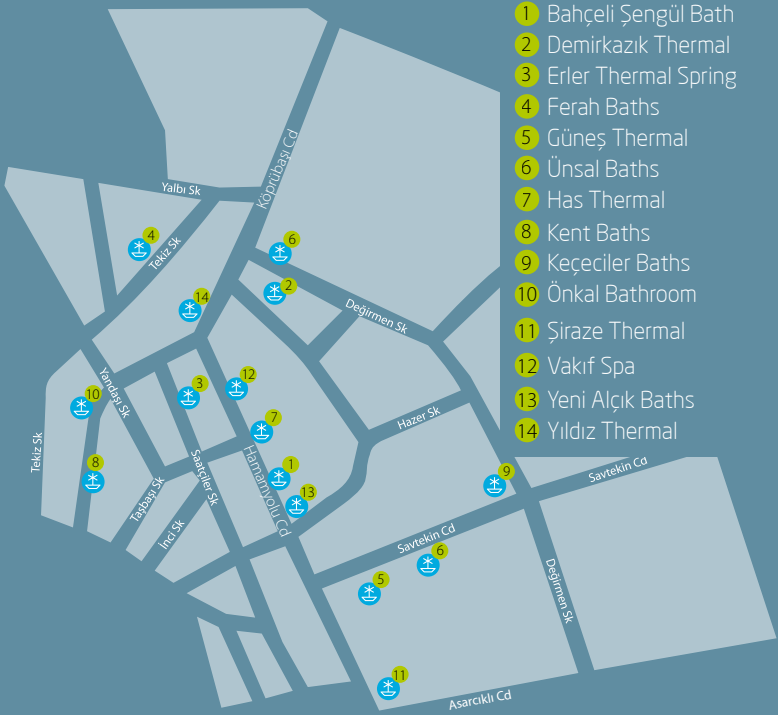 1 Bahçeli Şengül Bath
2 Demirkazık Thermal
3 Erler Thermal Spring
4 Ferah Baths
5 Güneş Thermal
6 Ünsal Baths
7 Has Thermal
8 Kent Baths
9 Keçeciler Baths
10 Önkal Bathroom
11 Şiraze Thermal
12 Vakıf Spa
13 Yeni Alçık Baths
14 Yıldız Thermal
Köprübaşı Cd
Yalbı Sk
4
Tekiz Sk
6
2
14
Değirmen Sk
12
3
10
Yandaşı Sk
7
Hazer Sk
Tekiz Sk
8
Taşbaşı Sk
Saatçiler Sk
Hamamyolu Cd
1
13
9
Savtekin Cd
İnci Sk
Savtekin Cd
6
5
Değirmen Sk
11
Asarcıklı Cd